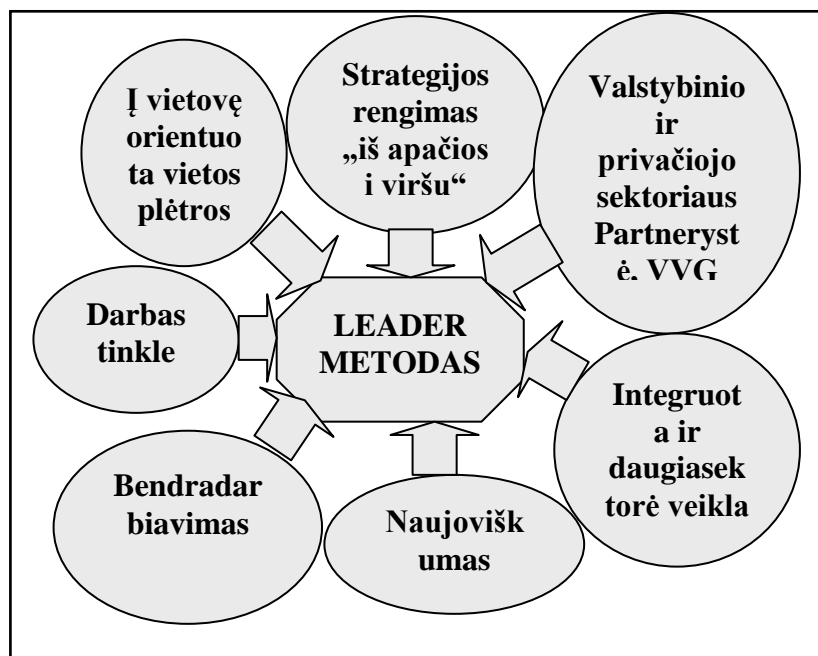 Į vietovę
orientuo
ta vietos
plėtros
Strategijos
rengimas
„iš apačios
i viršu“
Valstybinio
ir
privačiojo
sektoriaus
Partneryst
ė, VVG
Darbas
tinkle
LEADER
METODAS
Integruot
a ir
daugiasek
torė veikla
Bendradar
biavimas
Naujovišk
umas